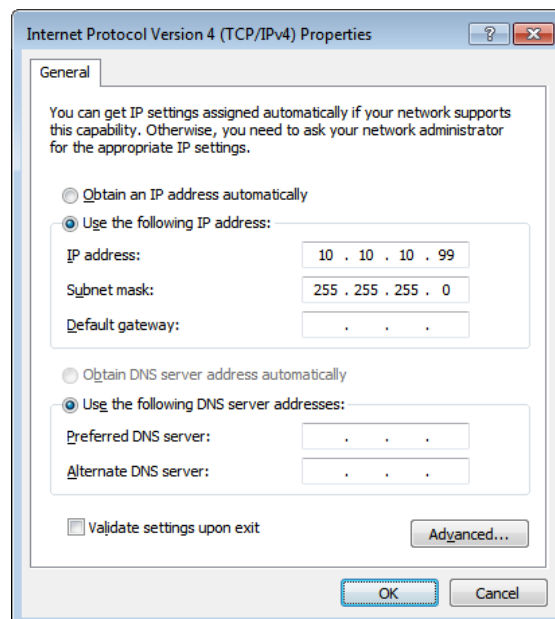 Internet Protocol Version 4 (TCP/IPv4) Properties
General
You can get IP settings assigned automatically if your network supports
this capability. Otherwise, you need to ask your network administrator
for the appropriate IP settings.
Obtain an IP address automatically
Use the following IP address:
IP address: 10 . 10 . 10 . 99
Subnet mask: 255 . 255 . 255 . 0
Default gateway: . . .
Obtain DNS server address automatically
Use the following DNS server addresses:
Preferred DNS server: . . .
Alternate DNS server: . . .
Validate settings upon exit
Advanced...
OK Cancel